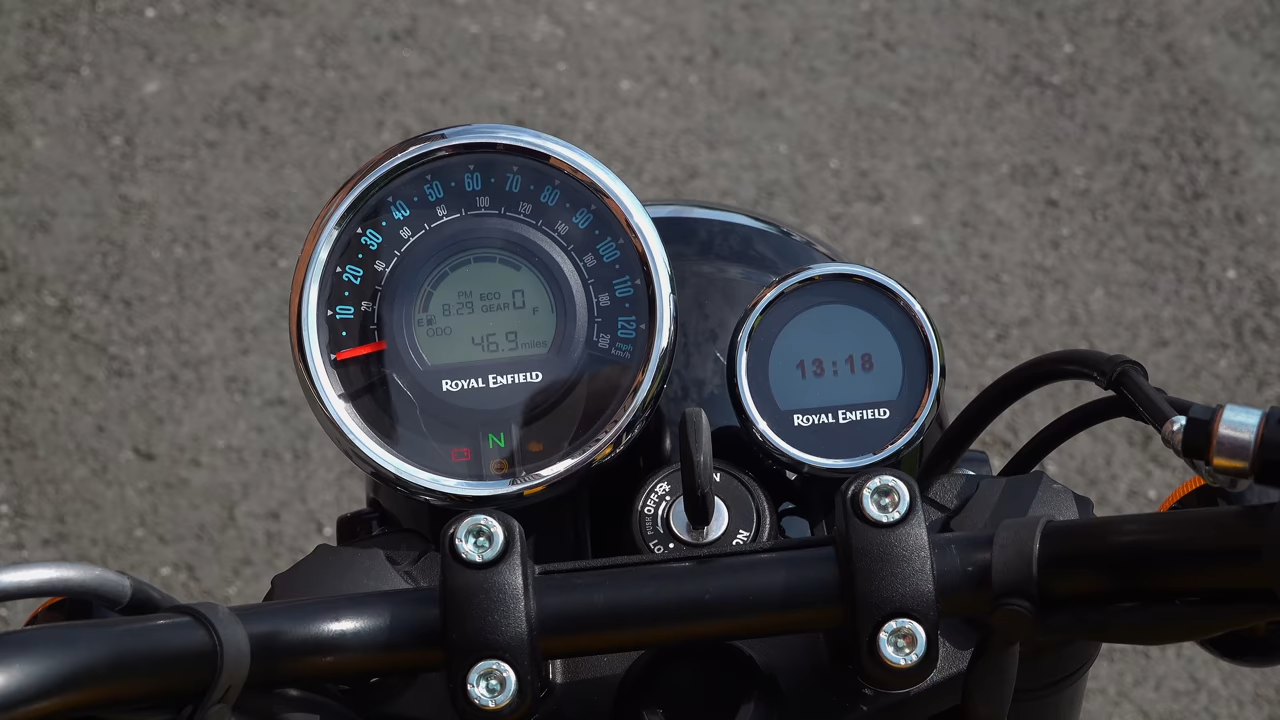 10 20 30 40 50 60 70 80 90 100 110 120
mph
km/h
20 40 60 80 100 120 140 160 180 200
PM ECO
8:29 GEAR 0
E F
ODO
46.9 miles
ROYAL ENFIELD
N
13:18
ROYAL ENFIELD
OFF
PUSH
ON